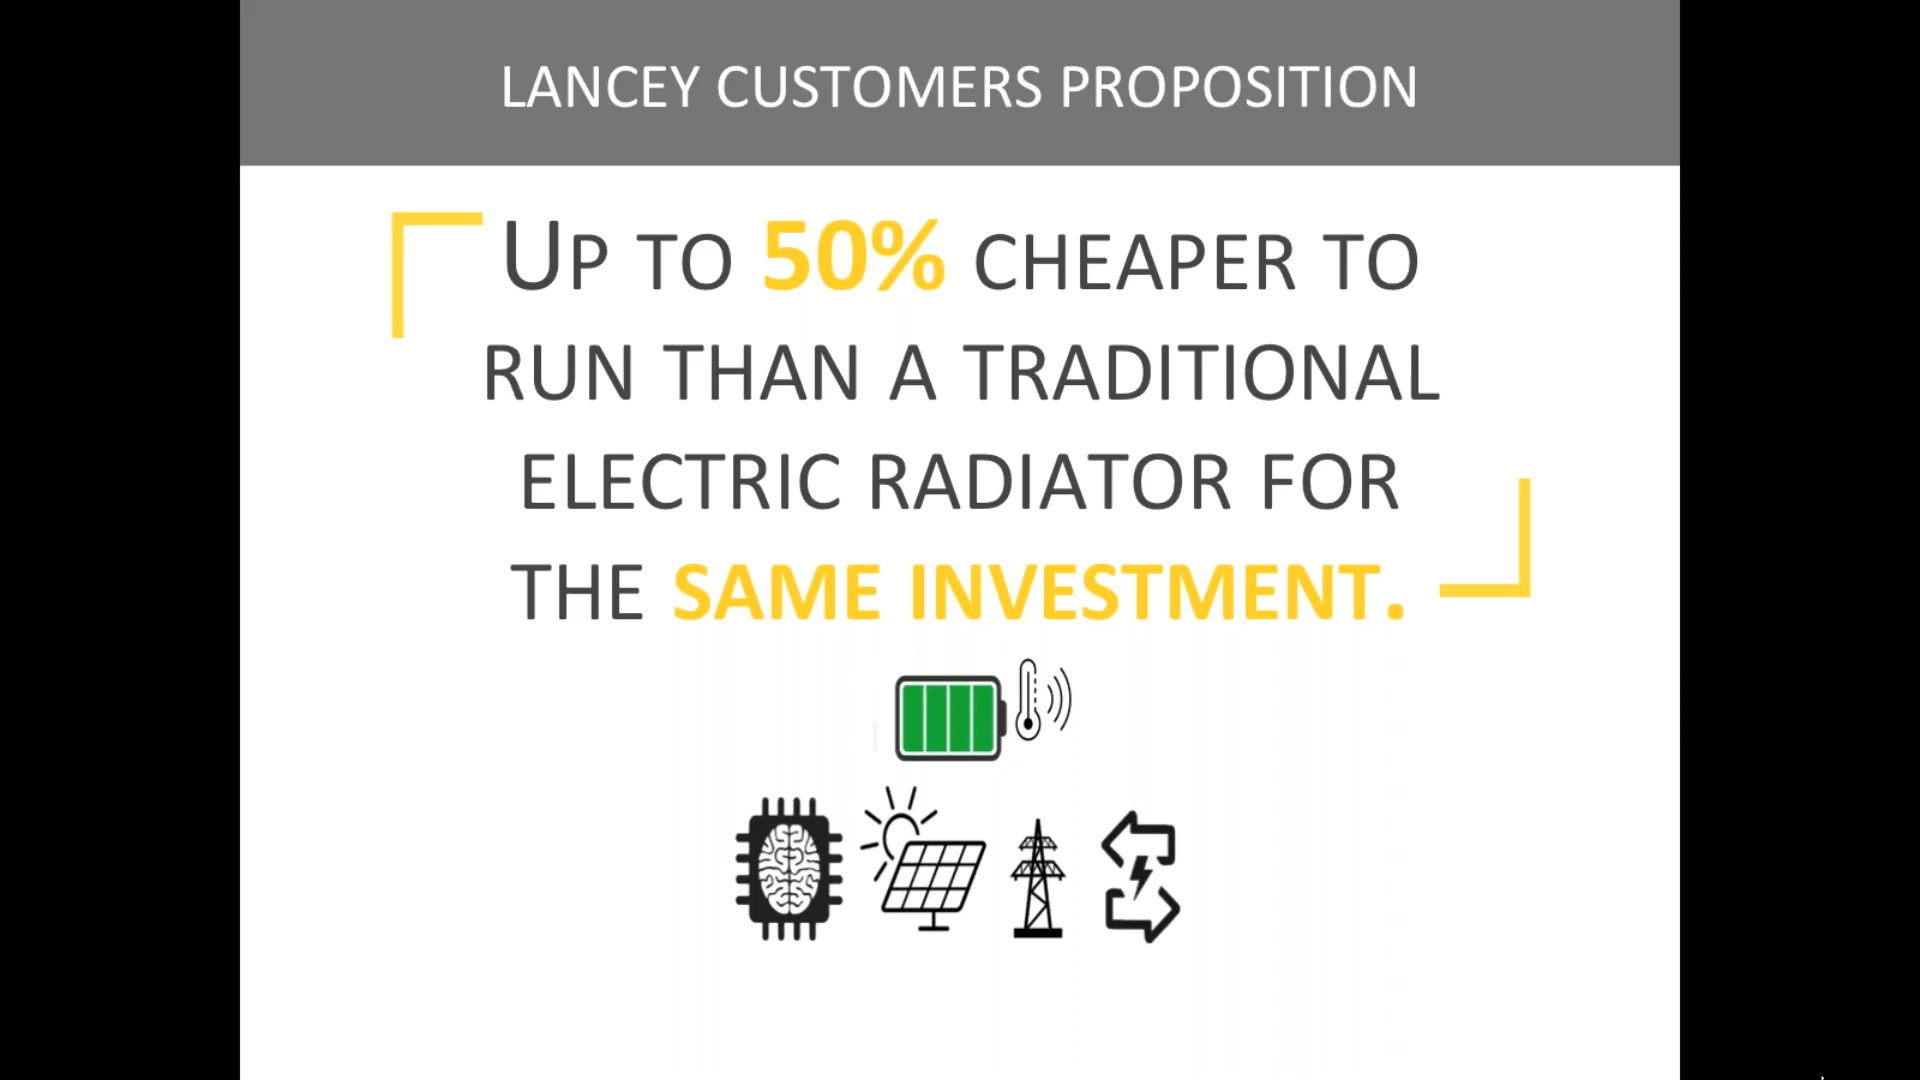 LANCEY CUSTOMERS PROPOSITION
UP TO 50% CHEAPER TO
RUN THAN A TRADITIONAL
ELECTRIC RADIATOR FOR
THE SAME INVESTMENT.